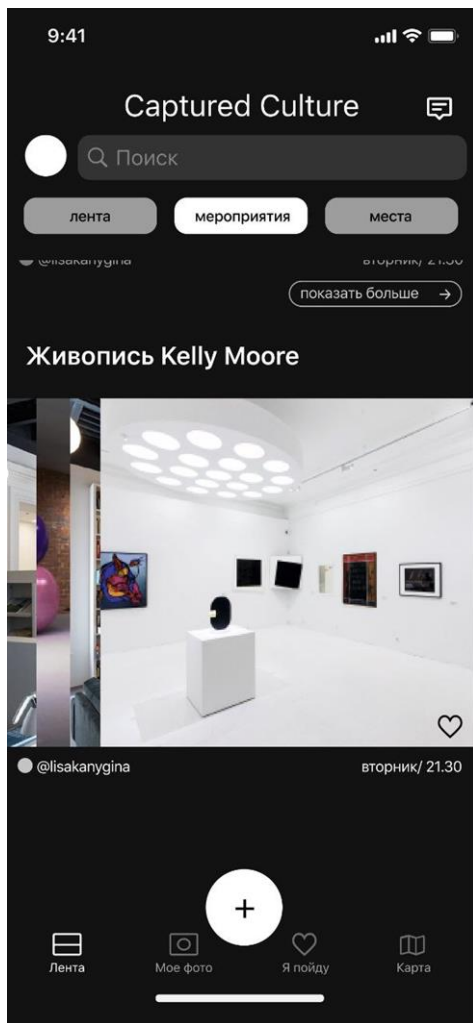 9:41
Captured Culture
Поиск
лента мероприятия места
@lisakanygina вторник/ 21.30
показать больше →
Живопись Kelly Moore
@lisakanygina вторник/ 21.30
+
Лента Мое фото Я пойду Карта